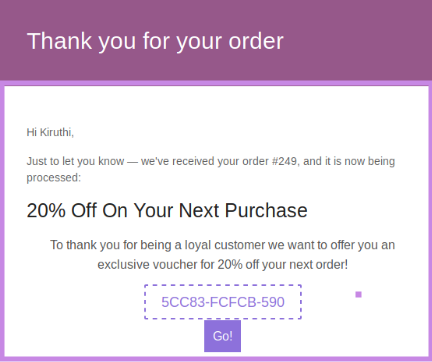 Thank you for your order
Hi Kiruthi,
Just to let you know — we've received your order #249, and it is now being
processed:
20% Off On Your Next Purchase
To thank you for being a loyal customer we want to offer you an
exclusive voucher for 20% off your next order!
5CC83-FCFCB-590
Go!